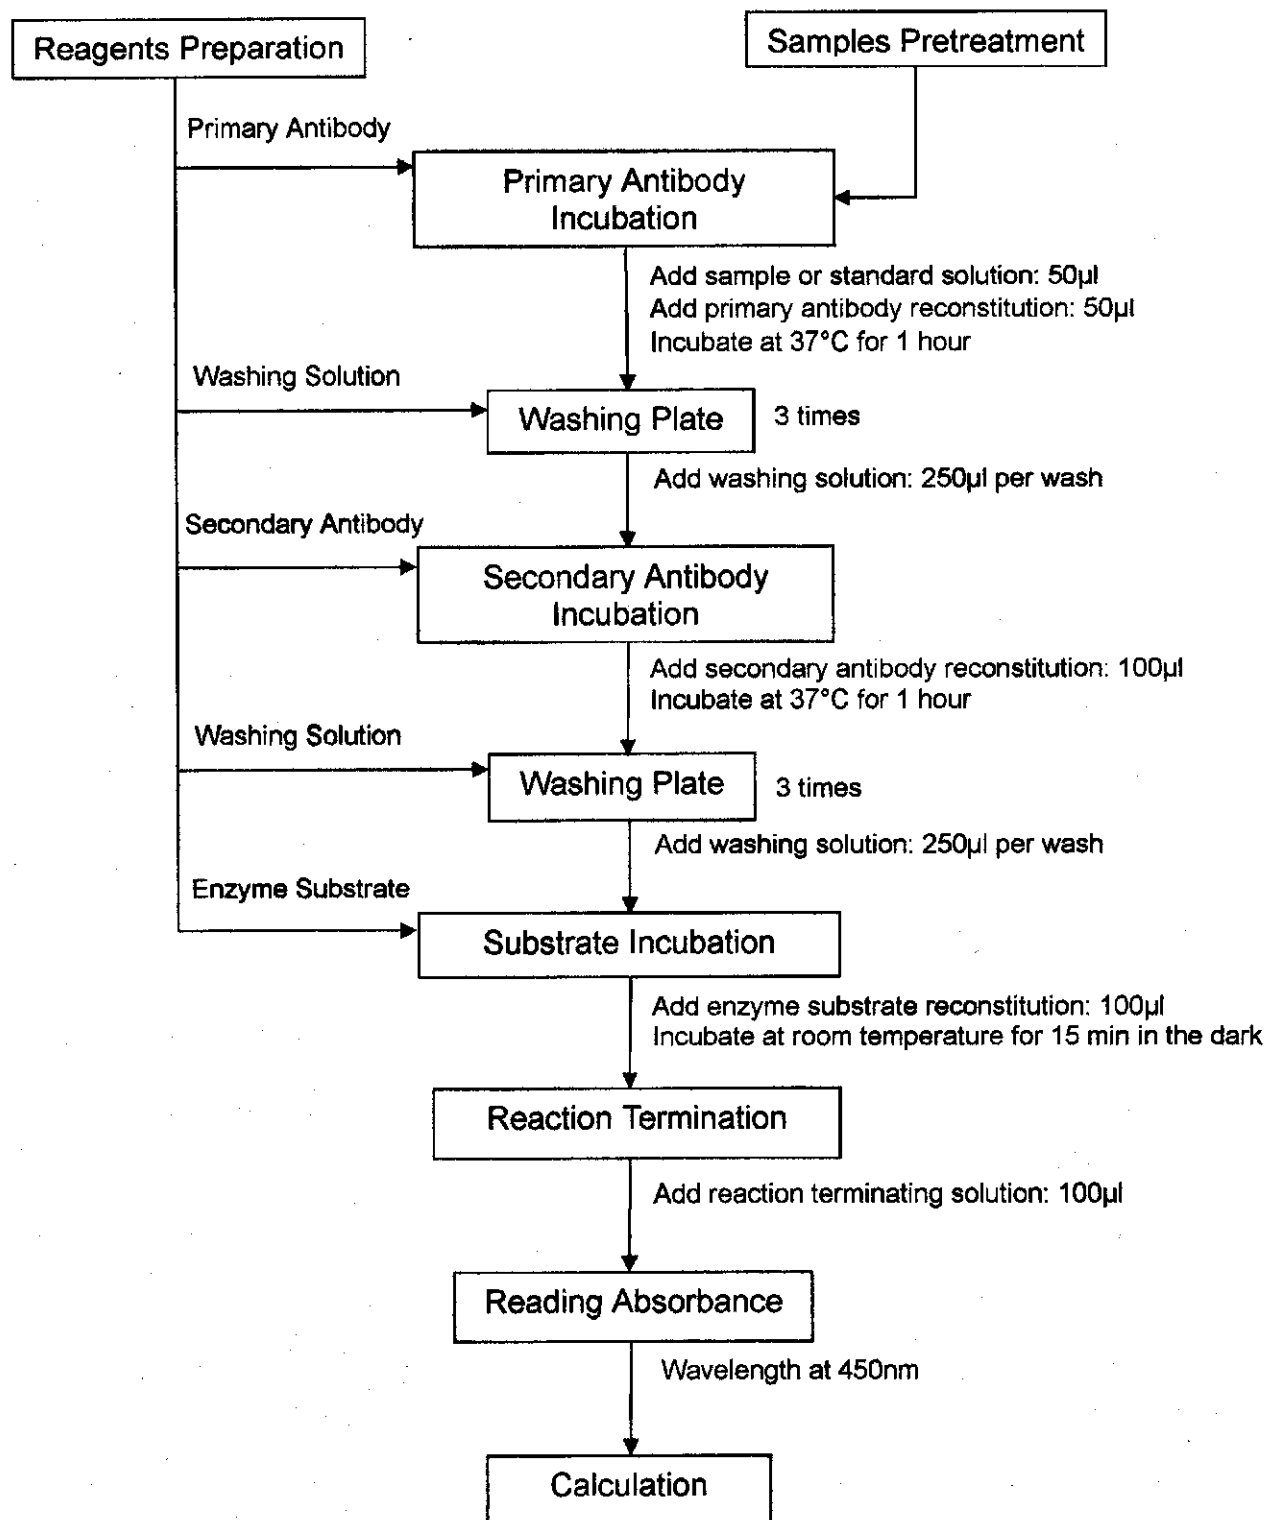 Reagents Preparation
Samples Pretreatment
Primary Antibody
Primary Antibody
Incubation
Add sample or standard solution: 50µl
Add primary antibody reconstitution: 50µl
Incubate at 37°C for 1 hour
Washing Solution
Washing Plate
3 times
Add washing solution: 250µl per wash
Secondary Antibody
Secondary Antibody
Incubation
Add secondary antibody reconstitution: 100µl
Incubate at 37°C for 1 hour
Washing Solution
Washing Plate
3 times
Add washing solution: 250µl per wash
Enzyme Substrate
Substrate Incubation
Add enzyme substrate reconstitution: 100µl
Incubate at room temperature for 15 min in the dark
Reaction Termination
Add reaction terminating solution: 100µl
Reading Absorbance
Wavelength at 450nm
Calculation